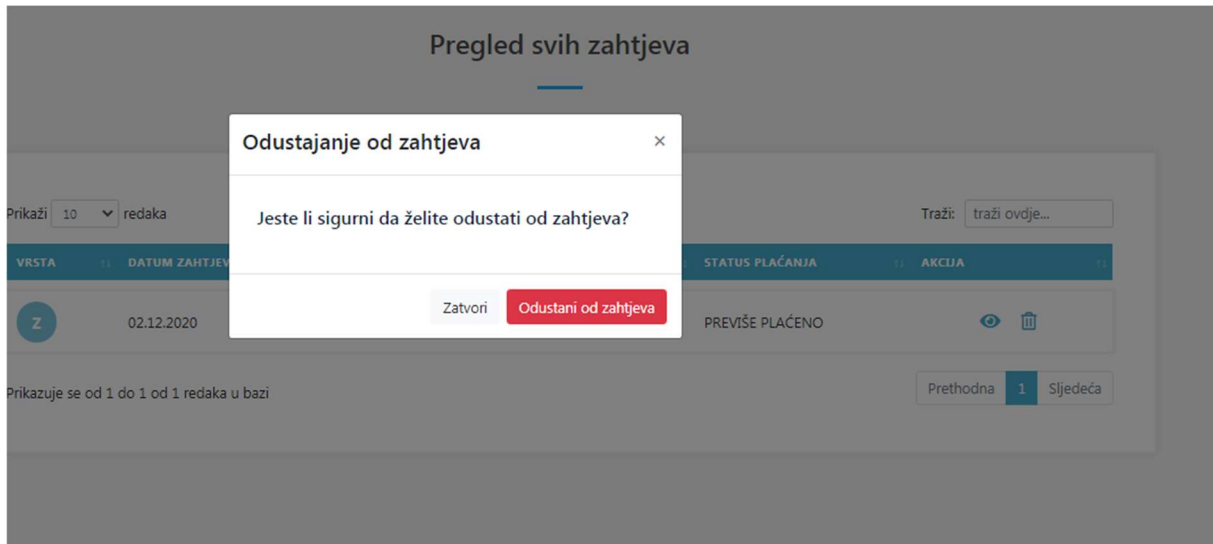 Pregled svih zahtjeva
Odustajanje od zahtjeva ×
Jeste li sigurni da želite odustati od zahtjeva?
Zatvori Odustani od zahtjeva
Prikaži 10 redaka Traži: traži ovdje...
VRSTA DATUM STATUS PLAĆANJA AKCIJA
Z 02.12.2020 PREVIŠE PLAĆENO
Prikazuje se od 1 do 1 od 1 redaka u bazi Prethodna 1 Sljedeća